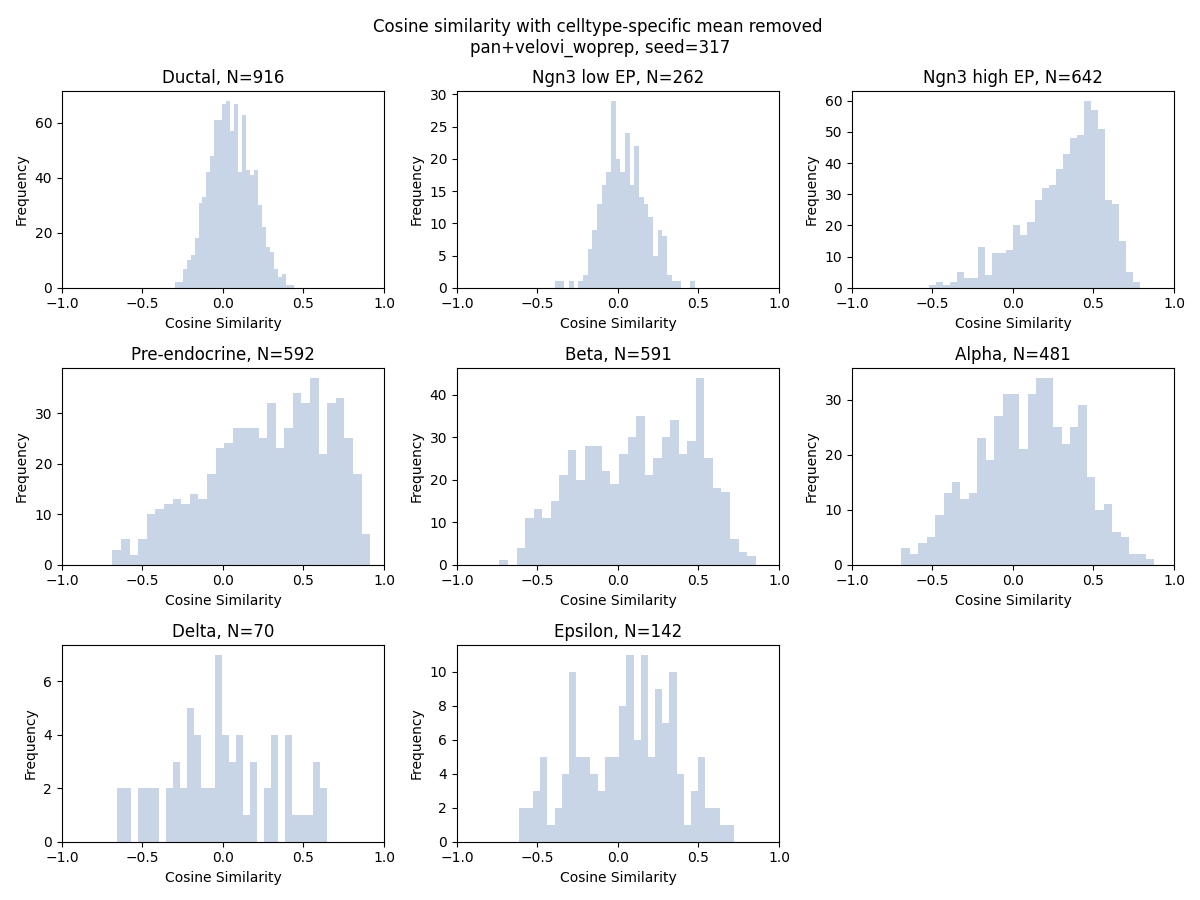 Cosine similarity with celltype-specific mean removed
pan+velovi_woprep, seed=317
Ductal, N=916
Frequency
0
20
40
60
−1.0 −0.5 0.0 0.5 1.0
Cosine Similarity
Ngn3 low EP, N=262
Frequency
0
5
10
15
20
25
30
−1.0 −0.5 0.0 0.5 1.0
Cosine Similarity
Ngn3 high EP, N=642
Frequency
0
10
20
30
40
50
60
−1.0 −0.5 0.0 0.5 1.0
Cosine Similarity
Pre-endocrine, N=592
Frequency
0
10
20
30
−1.0 −0.5 0.0 0.5 1.0
Cosine Similarity
Beta, N=591
Frequency
0
10
20
30
40
−1.0 −0.5 0.0 0.5 1.0
Cosine Similarity
Alpha, N=481
Frequency
0
10
20
30
−1.0 −0.5 0.0 0.5 1.0
Cosine Similarity
Delta, N=70
Frequency
0
2
4
6
−1.0 −0.5 0.0 0.5 1.0
Cosine Similarity
Epsilon, N=142
Frequency
0
2
4
6
8
10
−1.0 −0.5 0.0 0.5 1.0
Cosine Similarity